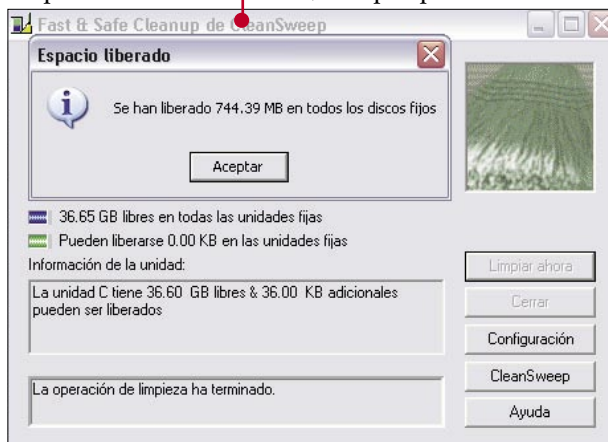 Fast & Safe Cleanup de CleanSweep
Espacio liberado
Se han liberado 744.39 MB en todos los discos fijos
Aceptar
36.65 GB libres en todas las unidades fijas
Pueden liberarse 0.00 KB en las unidades fijas
Información de la unidad:
La unidad C tiene 36.60 GB libres & 36.00 KB adicionales
pueden ser liberados
La operación de limpieza ha terminado.
Limpiar ahora
Cerrar
Configuración
CleanSweep
Ayuda